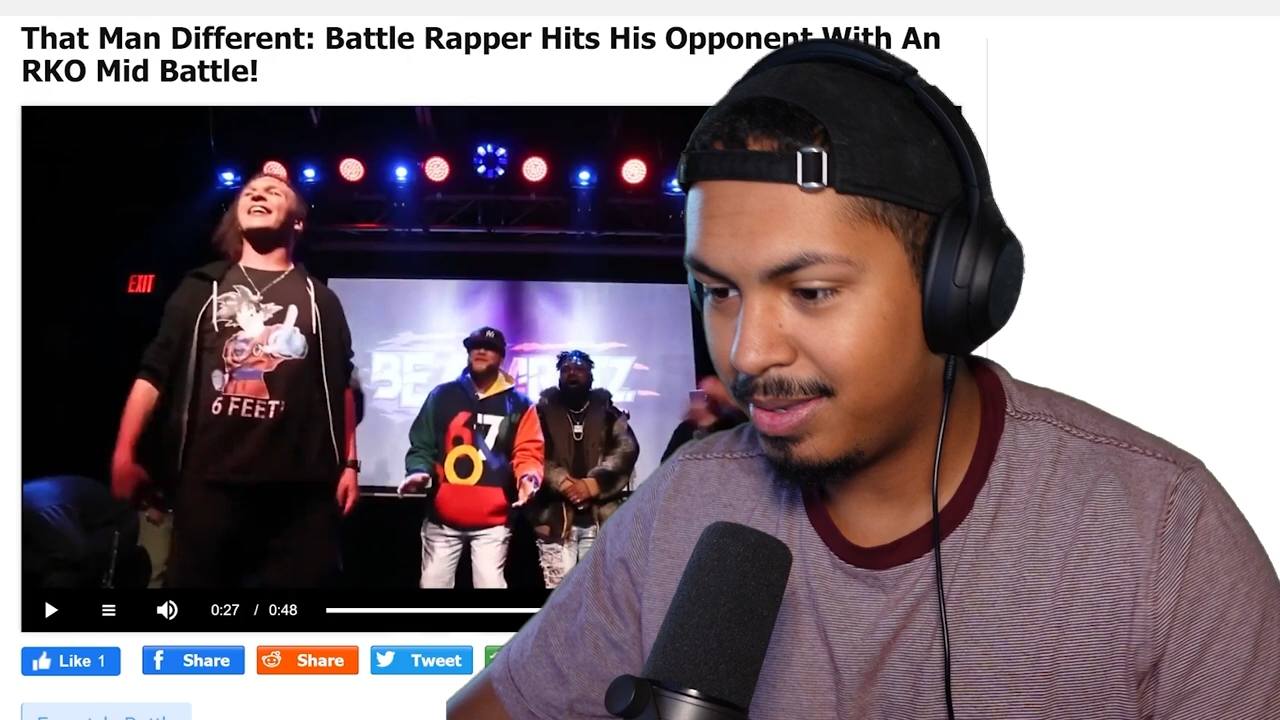 That Man Different: Battle Rapper Hits His Opponent With An
RKO Mid Battle!
EXIT
6 FEET
67
0
0:27 / 0:48
Like 1
Share
Share
Tweet